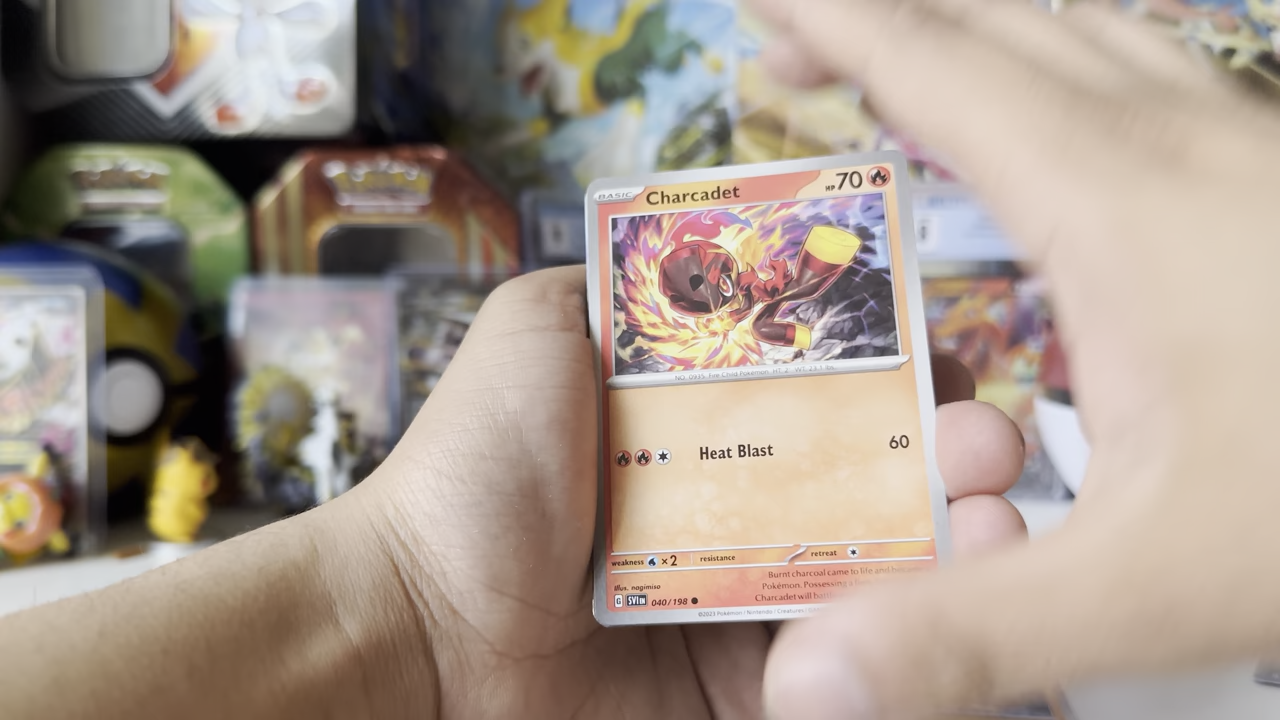 BASIC Charcadet HP 70
NO. 0935 Fire Child Pokémon HT: 2' WT: 23.1 lbs.
Heat Blast 60
weakness ×2 resistance retreat
Illus. nagimiso
Burnt charcoal came to life and
Pokémon. Possessing a
Charcadet will
G SVI EN 040/198
©2023 Pokémon / Nintendo / Creatures